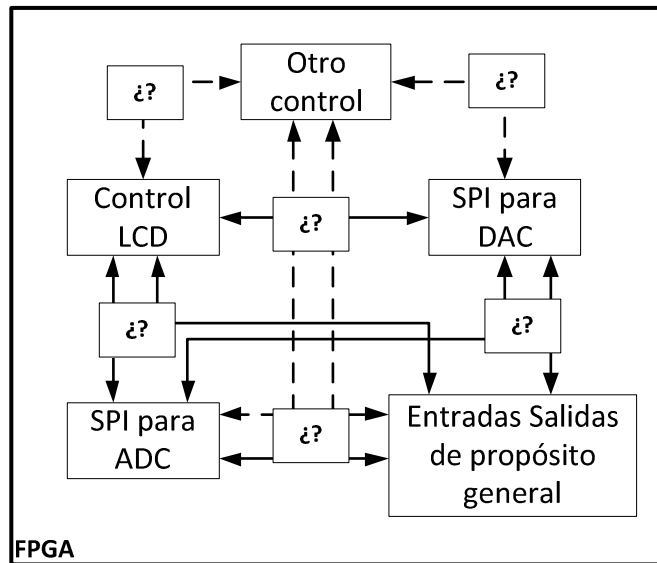 Otro
control
¿?
¿?
Control
LCD
¿?
SPI para
DAC
¿?
¿?
SPI para
ADC
¿?
Entradas Salidas
de propósito
general
FPGA